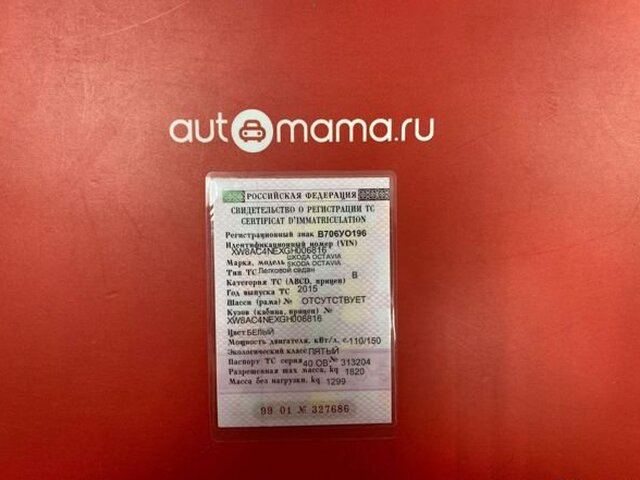 automama.ru
РОССИЙСКАЯ ФЕДЕРАЦИЯ
СВИДЕТЕЛЬСТВО О РЕГИСТРАЦИИ ТС
CERTIFICAT D'IMMATRICULATION
Регистрационный знак В706УО196
Идентификационный номер (VIN)
XW8AC4NEXGH006816
ШКОДА OCTAVIA
Марка, модель SKODA OCTAVIA
Тип ТС Легковой седан
Категория ТС (ABCD, прицеп) В
Год выпуска ТС 2015
Шасси (рама) № ОТСУТСТВУЕТ
Кузов (кабина, прицеп) №
XW8AC4NEXGH006816
Цвет БЕЛЫЙ
Мощность двигателя, кВт/л. с. 110/150
Экологический класс ПЯТЫЙ
Паспорт ТС серия 40 ОВ № 313204
Разрешенная max масса, kg 1820
Масса без нагрузки, kg 1299
99 01 № 327686